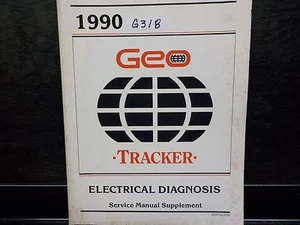 1990 G318
Geo
·TRACKER·
ELECTRICAL DIAGNOSIS
Service Manual Supplement